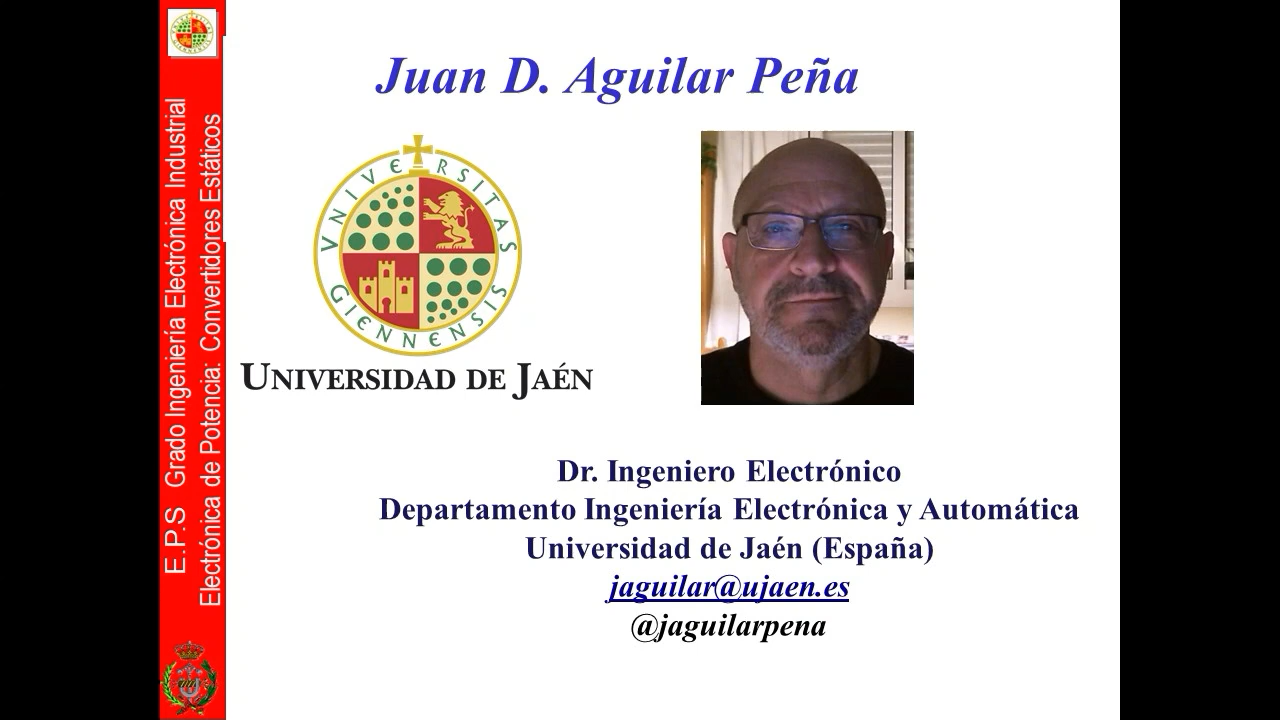 E.P.S Grado Ingeniería Electrónica Industrial
Electrónica de Potencia: Convertidores Estáticos
Juan D. Aguilar Peña
VNIVERSITAS GIENNENSIS
UNIVERSIDAD DE JAÉN
Dr. Ingeniero Electrónico
Departamento Ingeniería Electrónica y Automática
Universidad de Jaén (España)
jaguilar@ujaen.es
@jaguilarpena